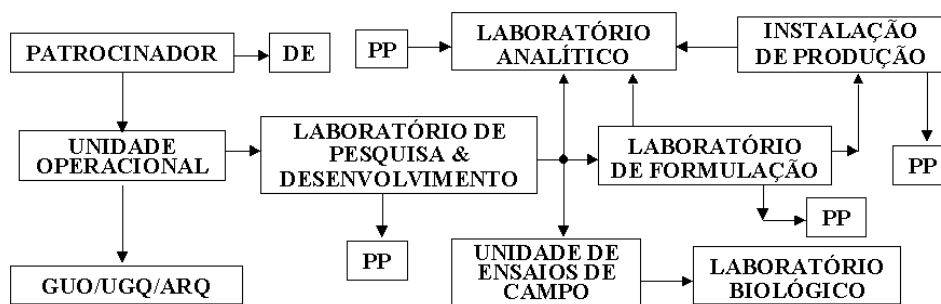 PATROCINADOR
DE
PP
LABORATÓRIO
ANALÍTICO
INSTALAÇÃO
DE PRODUÇÃO
UNIDADE
OPERACIONAL
LABORATÓRIO DE
PESQUISA &
DESENVOLVIMENTO
LABORATÓRIO
DE FORMULAÇÃO
PP
PP
PP
GUO/UGQ/ARQ
UNIDADE DE
ENSAIOS DE
CAMPO
LABORATÓRIO
BIOLÓGICO